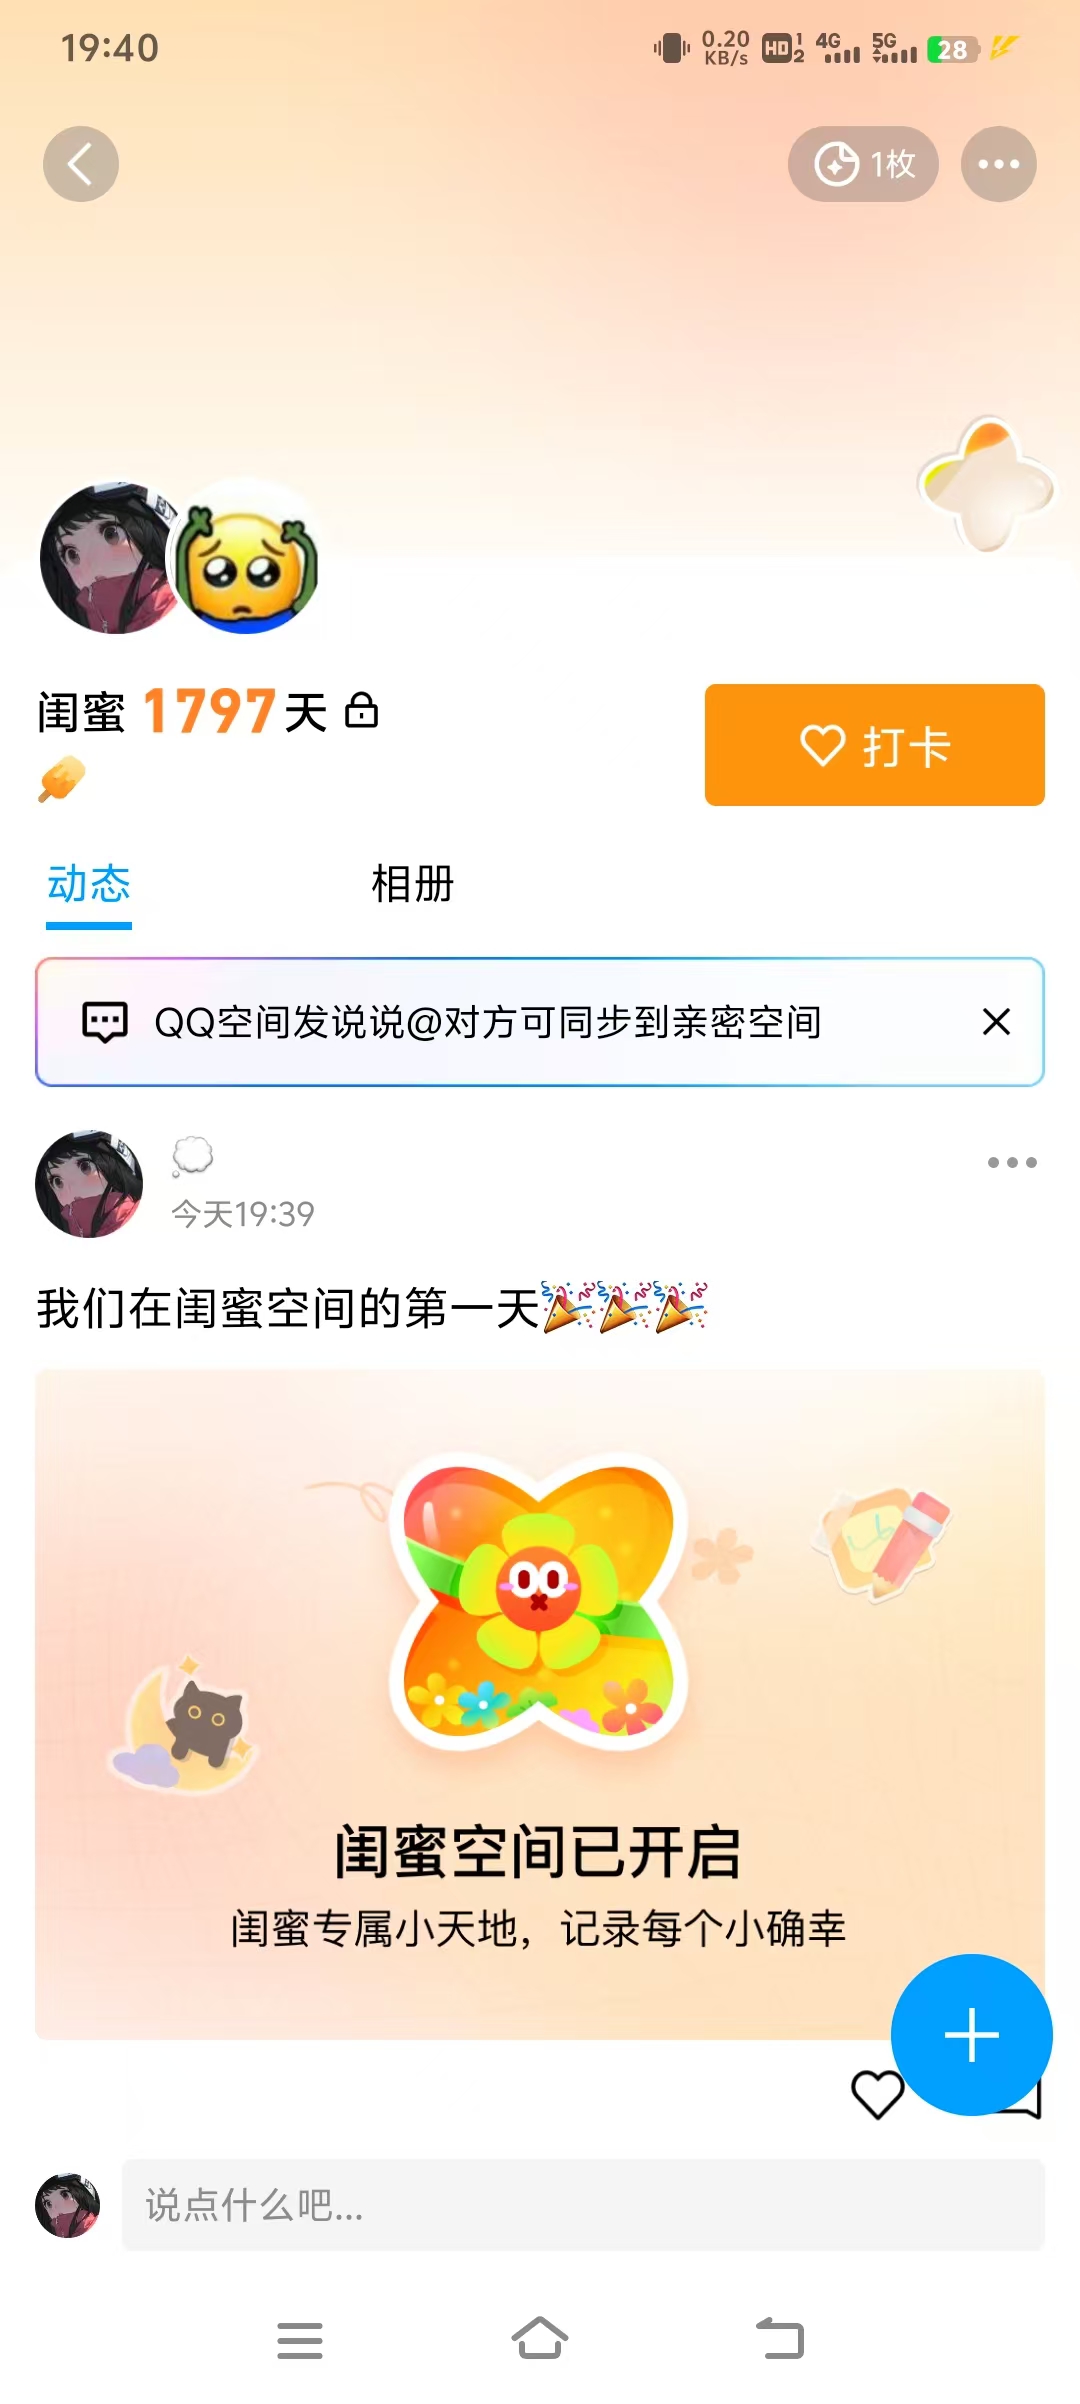 19:40
0.20 KB/s HD 1 2 4G 5G 28
1枚
闺蜜 1797天
打卡
动态 相册
QQ空间发说说@对方可同步到亲密空间
今天19:39
我们在闺蜜空间的第一天🎉🎉🎉
闺蜜空间已开启
闺蜜专属小天地，记录每个小确幸
说点什么吧...